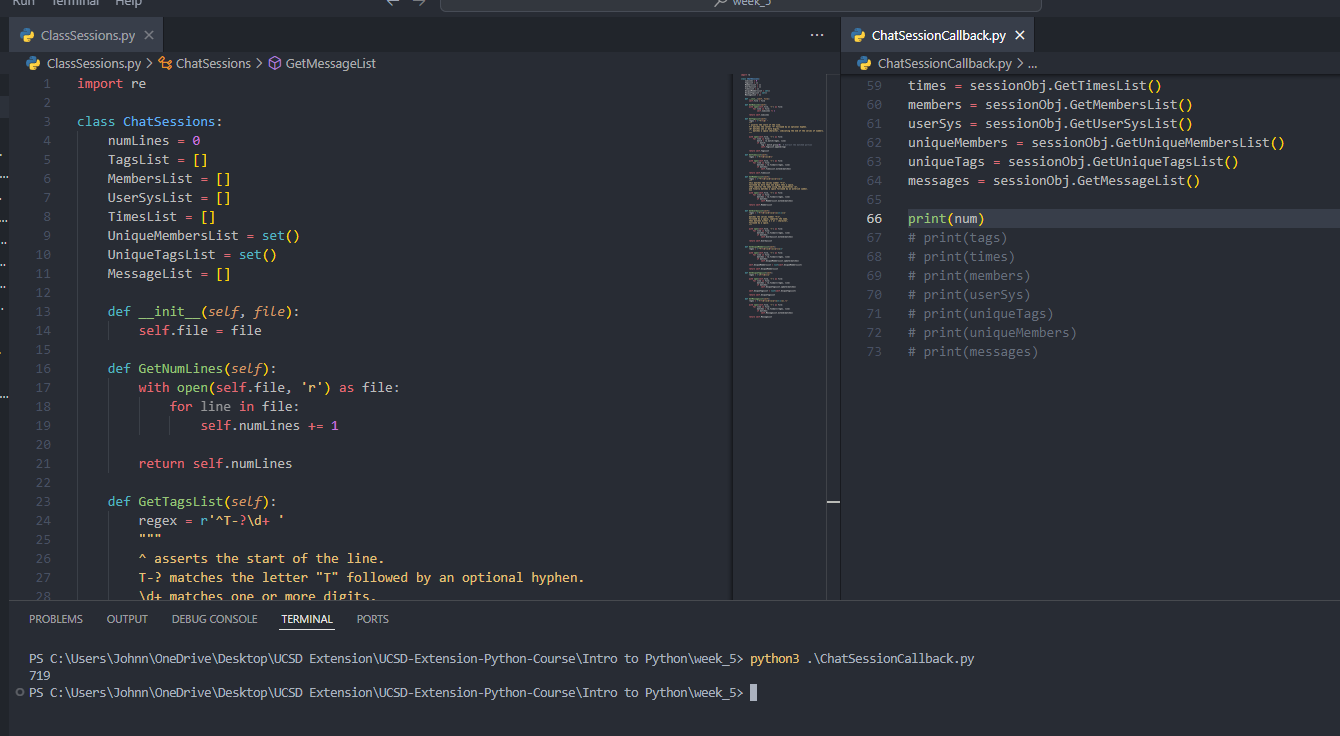 Run Terminal Help week_5
ClassSessions.py
ClassSessions.py > ChatSessions > GetMessageList
1 import re
2
3 class ChatSessions:
4 numLines = 0
5 TagsList = []
6 MembersList = []
7 UserSysList = []
8 TimesList = []
9 UniqueMembersList = set()
10 UniqueTagsList = set()
11 MessageList = []
12
13 def __init__(self, file):
14 self.file = file
15
16 def GetNumLines(self):
17 with open(self.file, 'r') as file:
18 for line in file:
19 self.numLines += 1
20
21 return self.numLines
22
23 def GetTagsList(self):
24 regex = r'^T-?\d+ '
25 """
26 ^ asserts the start of the line.
27 T-? matches the letter "T" followed by an optional hyphen.
28 \d+ matches one or more digits.
ChatSessionCallback.py
ChatSessionCallback.py > ...
59 times = sessionObj.GetTimesList()
60 members = sessionObj.GetMembersList()
61 userSys = sessionObj.GetUserSysList()
62 uniqueMembers = sessionObj.GetUniqueMembersList()
63 uniqueTags = sessionObj.GetUniqueTagsList()
64 messages = sessionObj.GetMessageList()
65
66 print(num)
67 # print(tags)
68 # print(times)
69 # print(members)
70 # print(userSys)
71 # print(uniqueTags)
72 # print(uniqueMembers)
73 # print(messages)
PROBLEMS OUTPUT DEBUG CONSOLE TERMINAL PORTS
PS C:\Users\Johnn\OneDrive\Desktop\UCSD Extension\UCSD-Extension-Python-Course\Intro to Python\week_5> python3 .\ChatSessionCallback.py
719
PS C:\Users\Johnn\OneDrive\Desktop\UCSD Extension\UCSD-Extension-Python-Course\Intro to Python\week_5>